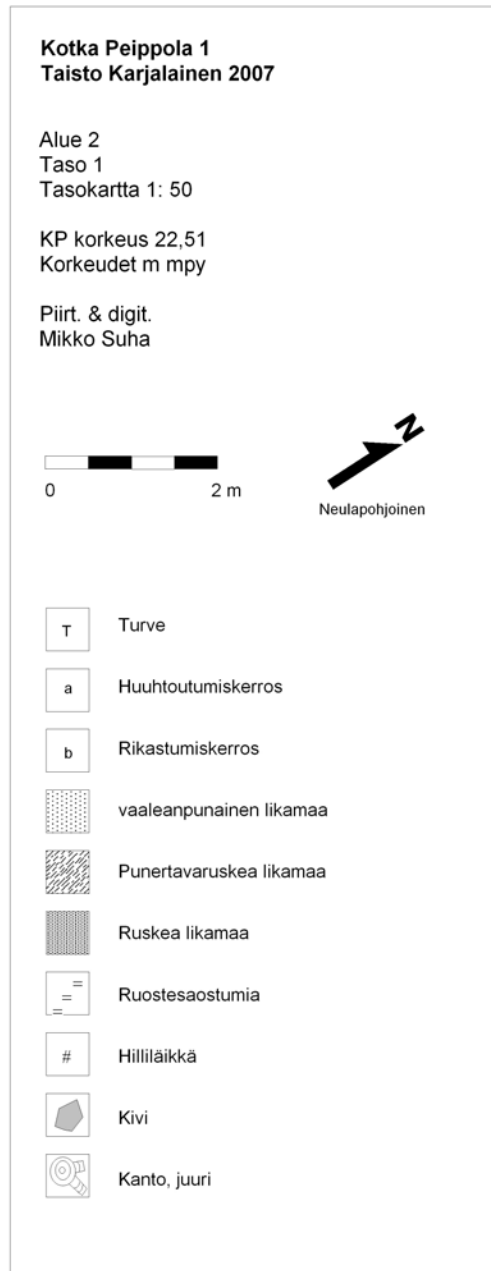 Kotka Peippola 1
Taisto Karjalainen 2007
Alue 2
Taso 1
Tasokartta 1: 50
KP korkeus 22,51
Korkeudet m mpy
Piirt. & digit.
Mikko Suha
0 2 m
N
Neulapohjoinen
T Turve
a Huuhtoutumiskerros
b Rikastumiskerros
vaaleanpunainen likamaa
Punertavaruskea likamaa
Ruskea likamaa
Ruostesaostumia
# Hilliläikkä
Kivi
Kanto, juuri